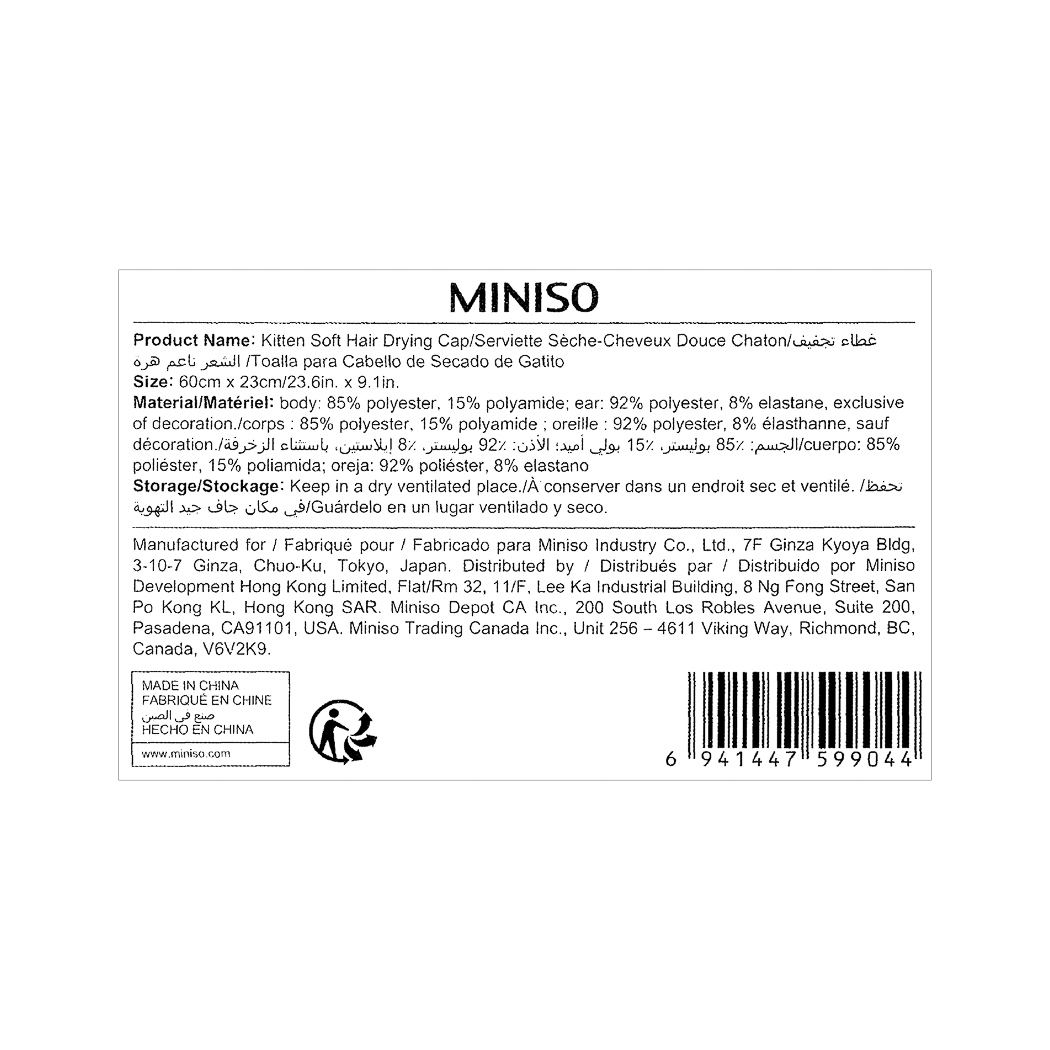 MINISO
Product Name: Kitten Soft Hair Drying Cap/Serviette Sèche-Cheveux Douce Chaton/غطاء تجفيف
الشعر ناعم هرة /Toalla para Cabello de Secado de Gatito
Size: 60cm x 23cm/23.6in. x 9.1in.
Material/Matériel: body: 85% polyester, 15% polyamide; ear: 92% polyester, 8% elastane, exclusive
of decoration./corps : 85% polyester, 15% polyamide ; oreille : 92% polyester, 8% élasthanne, sauf
décoration./الجسم: 85٪ بوليستر، 15٪ بولي أميد؛ الأذن: 92٪ بوليستر، 8٪ إيلاستين، باستثناء الزخرفة/cuerpo: 85%
poliéster, 15% poliamida; oreja: 92% poliéster, 8% elastano
Storage/Stockage: Keep in a dry ventilated place./À conserver dans un endroit sec et ventilé. /تحفظ
في مكان جاف جيد التهوية/Guárdelo en un lugar ventilado y seco.
Manufactured for / Fabriqué pour / Fabricado para Miniso Industry Co., Ltd., 7F Ginza Kyoya Bldg,
3-10-7 Ginza, Chuo-Ku, Tokyo, Japan. Distributed by / Distribués par / Distribuido por Miniso
Development Hong Kong Limited, Flat/Rm 32, 11/F, Lee Ka Industrial Building, 8 Ng Fong Street, San
Po Kong KL, Hong Kong SAR. Miniso Depot CA Inc., 200 South Los Robles Avenue, Suite 200,
Pasadena, CA91101, USA. Miniso Trading Canada Inc., Unit 256 – 4611 Viking Way, Richmond, BC,
Canada, V6V2K9.
MADE IN CHINA
FABRIQUÉ EN CHINE
صنع في الصين
HECHO EN CHINA
www.miniso.com
6 941447 599044